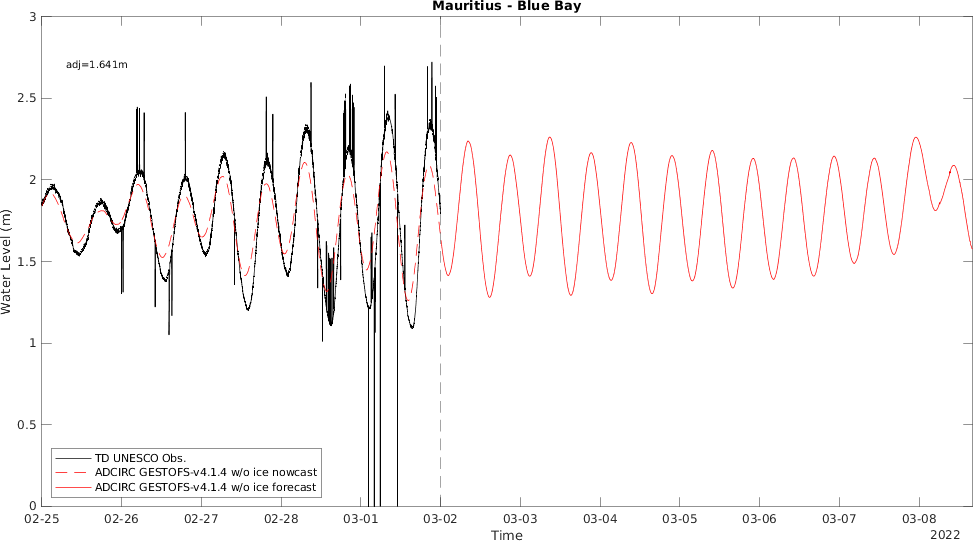 Mauritius - Blue Bay
adj=1.641m
3
2.5
2
1.5
1
0.5
0
Water Level (m)
TD UNESCO Obs.
ADCIRC GESTOFS-v4.1.4 w/o ice nowcast
ADCIRC GESTOFS-v4.1.4 w/o ice forecast
02-25 02-26 02-27 02-28 03-01 03-02 03-03 03-04 03-05 03-06 03-07 03-08
Time
2022